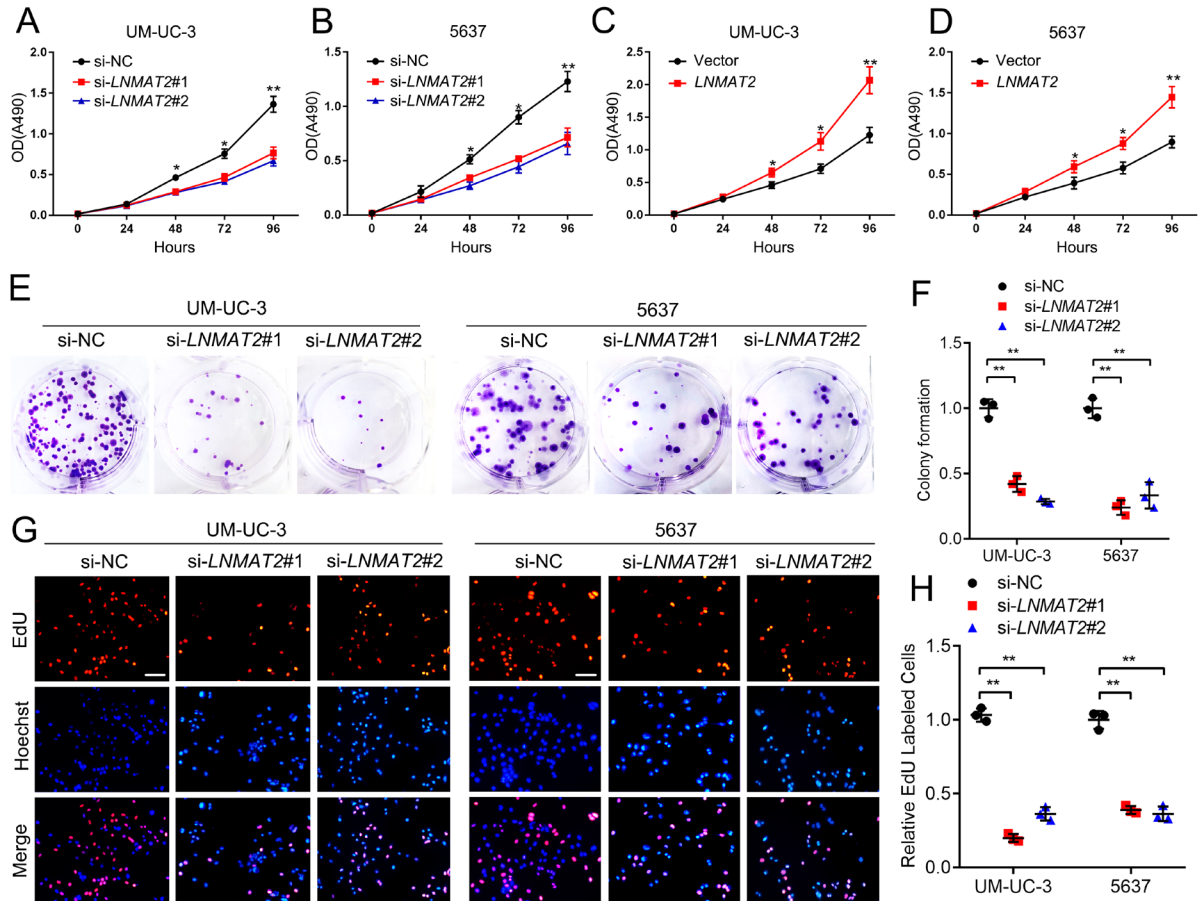 A
UM-UC-3
si-NC
si-LNMAT2#1
si-LNMAT2#2
OD(A490)
2.0
1.5
1.0
0.5
0.0
*
*
**
0 24 48 72 96
Hours
B
5637
si-NC
si-LNMAT2#1
si-LNMAT2#2
OD(A490)
1.5
1.0
0.5
0.0
*
*
**
0 24 48 72 96
Hours
C
UM-UC-3
Vector
LNMAT2
OD(A490)
2.5
2.0
1.5
1.0
0.5
0.0
*
*
**
0 24 48 72 96
Hours
D
5637
Vector
LNMAT2
OD(A490)
2.0
1.5
1.0
0.5
0.0
*
*
**
0 24 48 72 96
Hours
E
UM-UC-3 5637
si-NC si-LNMAT2#1 si-LNMAT2#2 si-NC si-LNMAT2#1 si-LNMAT2#2
F
si-NC
si-LNMAT2#1
si-LNMAT2#2
Colony formation
1.5
1.0
0.5
0.0
** **
** **
UM-UC-3 5637
G
UM-UC-3 5637
si-NC si-LNMAT2#1 si-LNMAT2#2 si-NC si-LNMAT2#1 si-LNMAT2#2
EdU
Hoechst
Merge
H
si-NC
si-LNMAT2#1
si-LNMAT2#2
Relative EdU Labeled Cells
1.5
1.0
0.5
0.0
** **
** **
UM-UC-3 5637